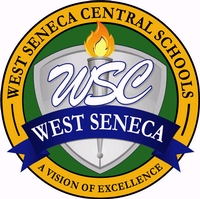 WEST SENECA CENTRAL SCHOOLS
WSC
WEST SENECA
A VISION OF EXCELLENCE